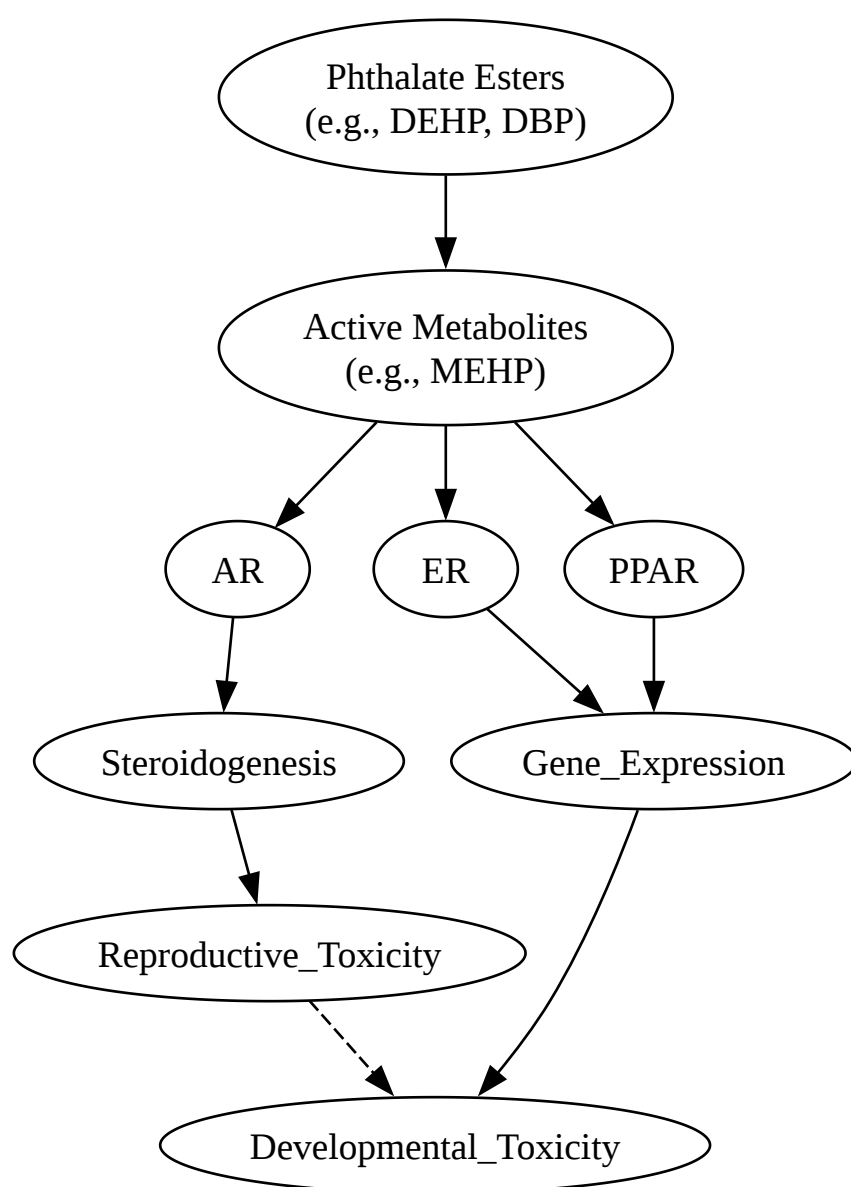 Phthalate Esters
(e.g., DEHP, DBP)
Active Metabolites
(e.g., MEHP)
AR
ER
PPAR
Steroidogenesis
Gene_Expression
Reproductive_Toxicity
Developmental_Toxicity